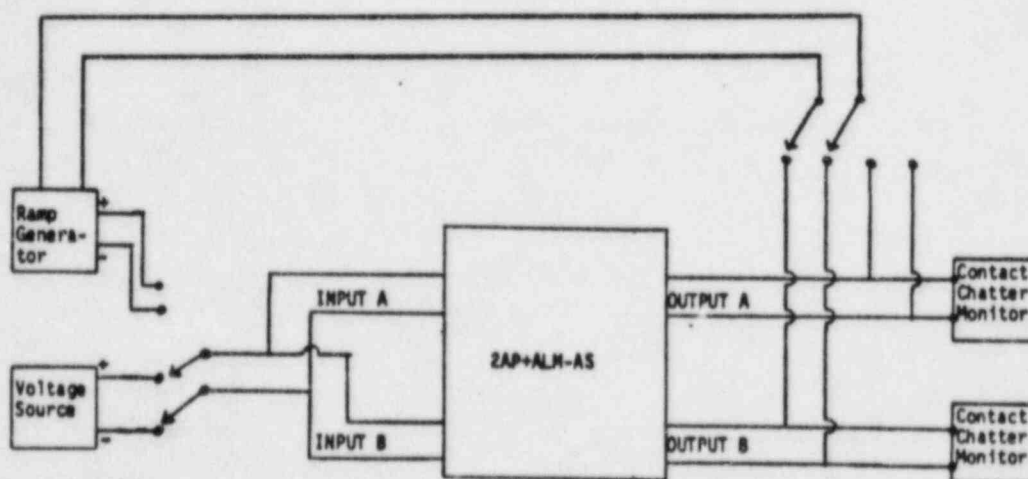 +
Ramp
Genera-
tor
-
INPUT A
OUTPUT A
Contact
Chatter
Monitor
2AP+ALM-AS
+
Voltage
Source
-
INPUT B
OUTPUT B
Contact
Chatter
Monitor